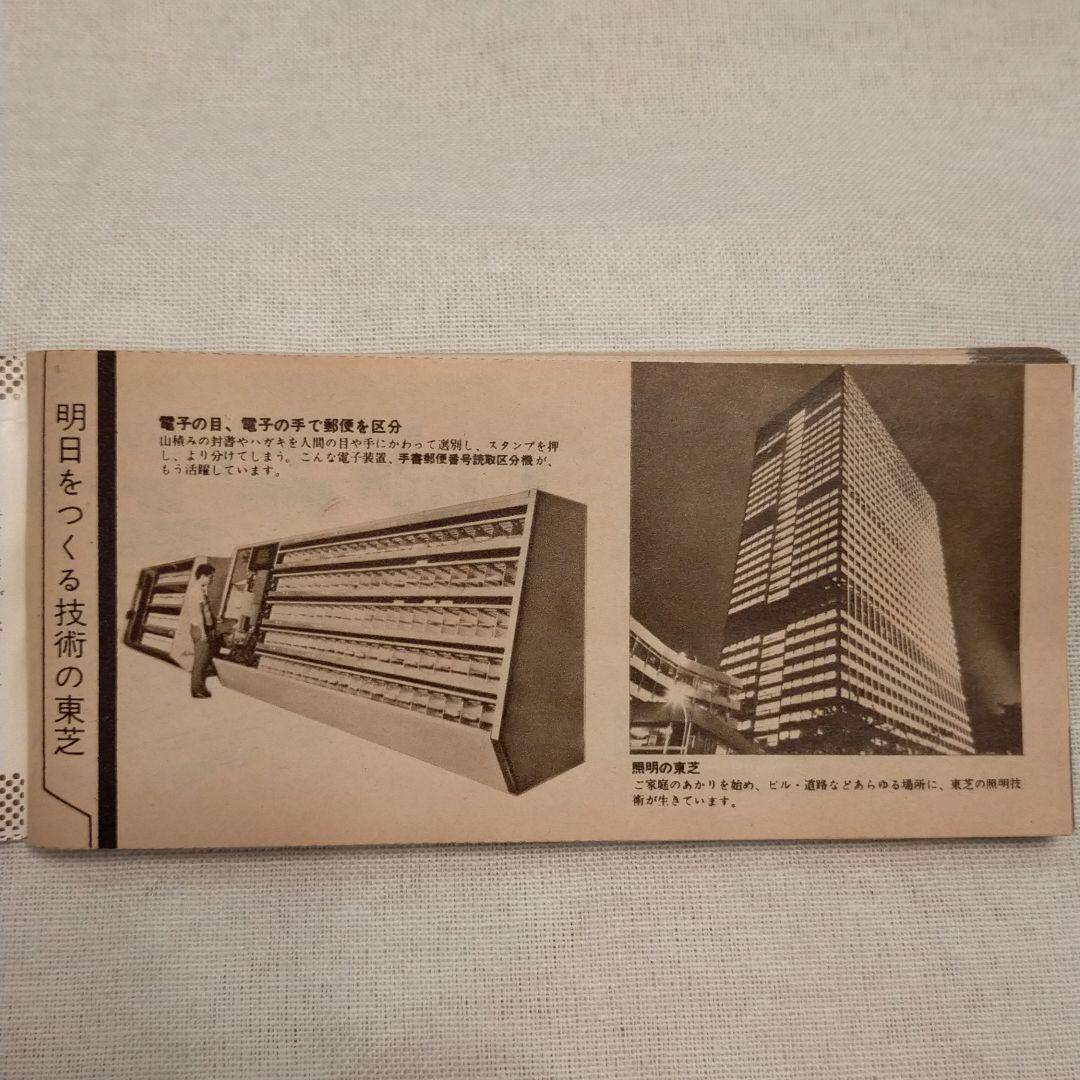 明日をつくる技術の東芝
電子の目、電子の手で郵便を区分
山積みの封書やハガキを人間の目や手にかわって選別し、スタンプを押
し、より分けてしまう。こんな電子装置、手書郵便番号読取区分機が、
もう活躍しています。
照明の東芝
ご家庭のあかりを始め、ビル・道路などあらゆる場所に、東芝の照明技
術が生きています。